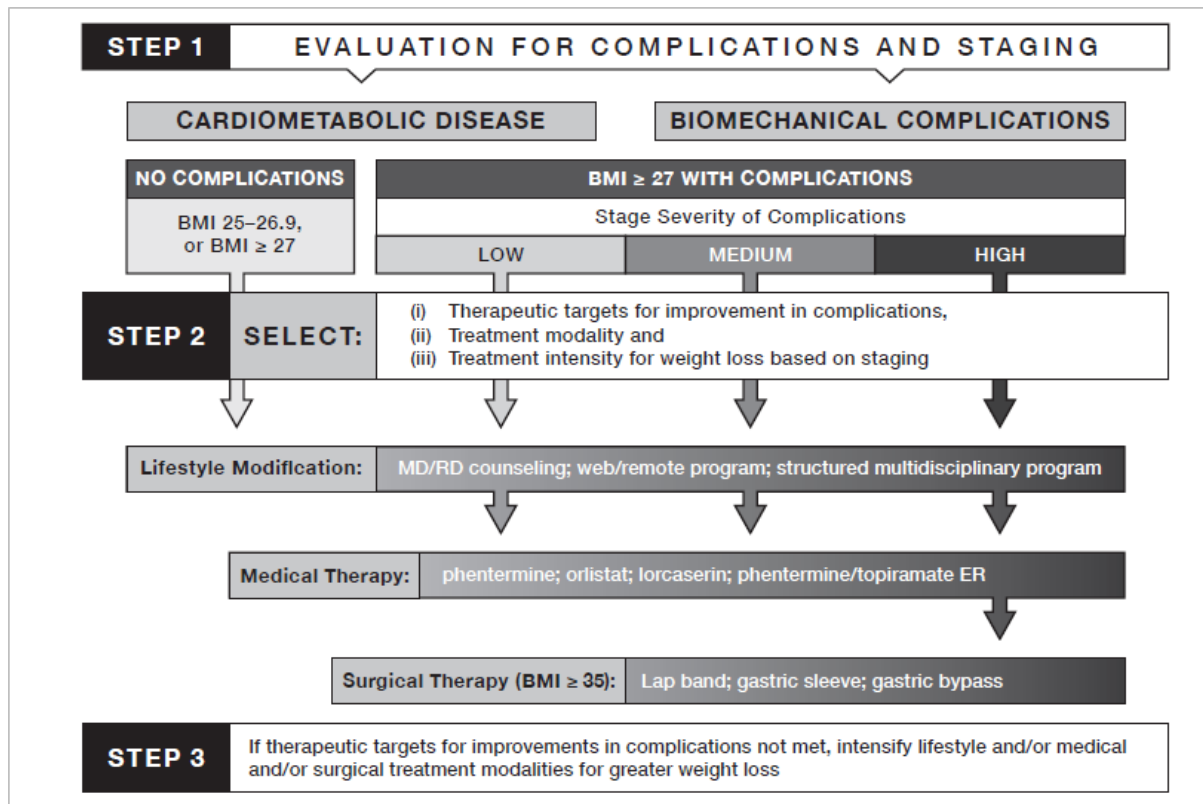 STEP 1
EVALUATION FOR COMPLICATIONS AND STAGING
CARDIOMETABOLIC DISEASE
BIOMECHANICAL COMPLICATIONS
NO COMPLICATIONS
BMI 25–26.9,
or BMI ≥ 27
BMI ≥ 27 WITH COMPLICATIONS
Stage Severity of Complications
LOW
MEDIUM
HIGH
STEP 2
SELECT:
(i) Therapeutic targets for improvement in complications,
(ii) Treatment modality and
(iii) Treatment intensity for weight loss based on staging
Lifestyle Modification:
MD/RD counseling; web/remote program; structured multidisciplinary program
Medical Therapy:
phentermine; orlistat; lorcaserin; phentermine/topiramate ER
Surgical Therapy (BMI ≥ 35):
Lap band; gastric sleeve; gastric bypass
STEP 3
If therapeutic targets for improvements in complications not met, intensify lifestyle and/or medical
and/or surgical treatment modalities for greater weight loss